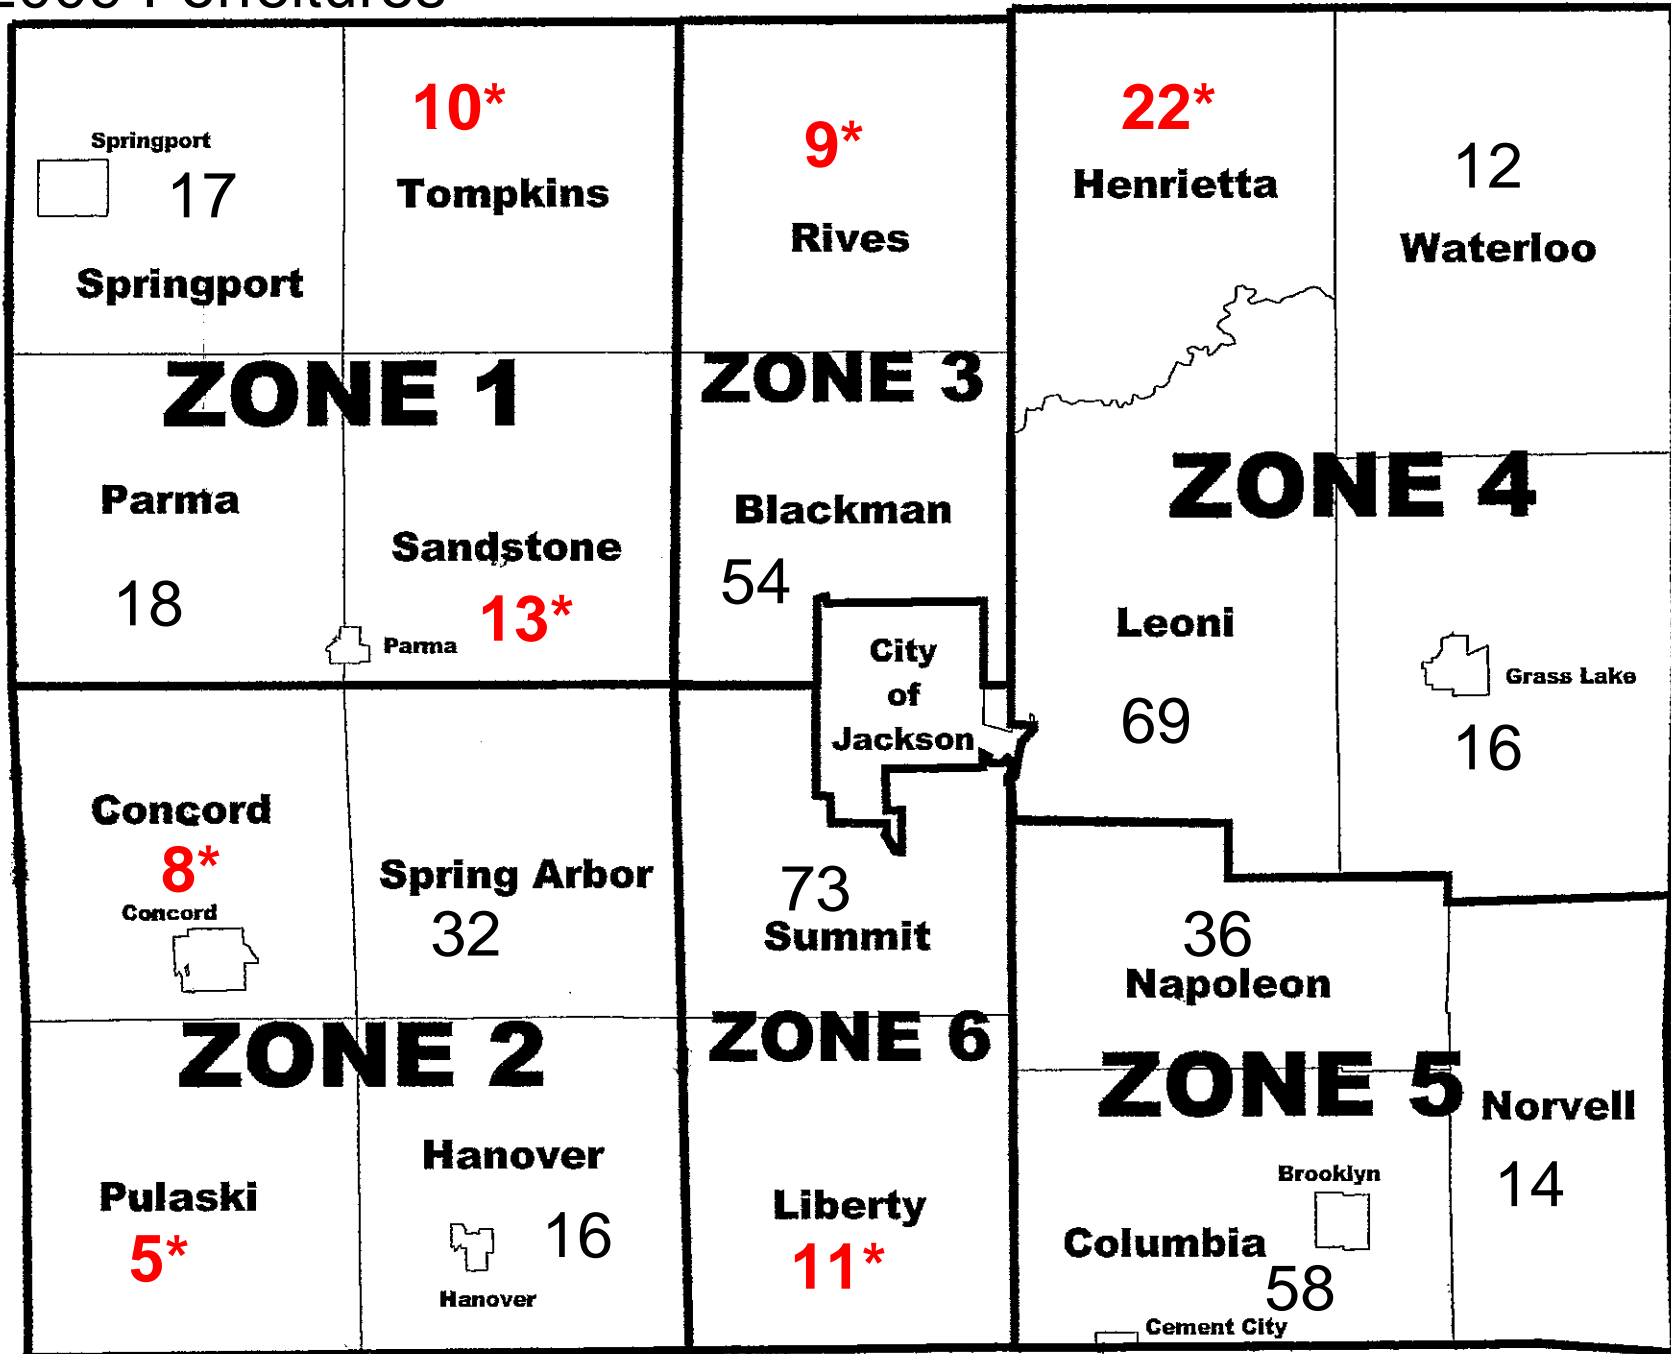 10*
22*
9*
12
Springport
17
Tompkins
Henrietta
Rives
Waterloo
Springport
ZONE 1
ZONE 3
ZONE 4
Parma
Blackman
Sandstone
54
18
13*
Leoni
Parma
City
of
Jackson
Grass Lake
69
16
Concord
8*
Spring Arbor
73
Concord
32
Summit
36
Napoleon
ZONE 2
ZONE 6
ZONE 5
Norvell
Hanover
Brooklyn
Pulaski
Liberty
14
5*
16
11*
Columbia
58
Hanover
Cement City